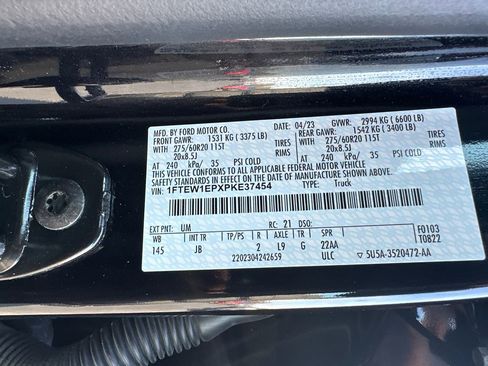 MFD. BY FORD MOTOR CO. 04/23 GVWR: 2994 KG ( 6600 LB)
FRONT GAWR: 1531 KG ( 3375 LB) REAR GAWR: 1542 KG ( 3400 LB)
WITH TIRES WITH TIRES
275/60R20 115T 275/60R20 115T
20x8.5J RIMS 20x8.5J RIMS
AT 240 kPa/ 35 PSI COLD AT 240 kPa/ 35 PSI COLD
THIS VEHICLE CONFORMS TO ALL APPLICABLE FEDERAL MOTOR VEHICLE
SAFETY STANDARDS IN EFFECT ON THE DATE OF MANUFACTURE SHOWN ABOVE.
VIN: 1FTEW1EPXPKE37454 TYPE: Truck
EXT PNT: UM RC: 21 DSO:
WB INT TR TP/PS R AXLE TR SPR F0103
145 JB 2 L9 G 22AA T0822
2202304242659 ULC ▽ 5U5A-3520472-AA